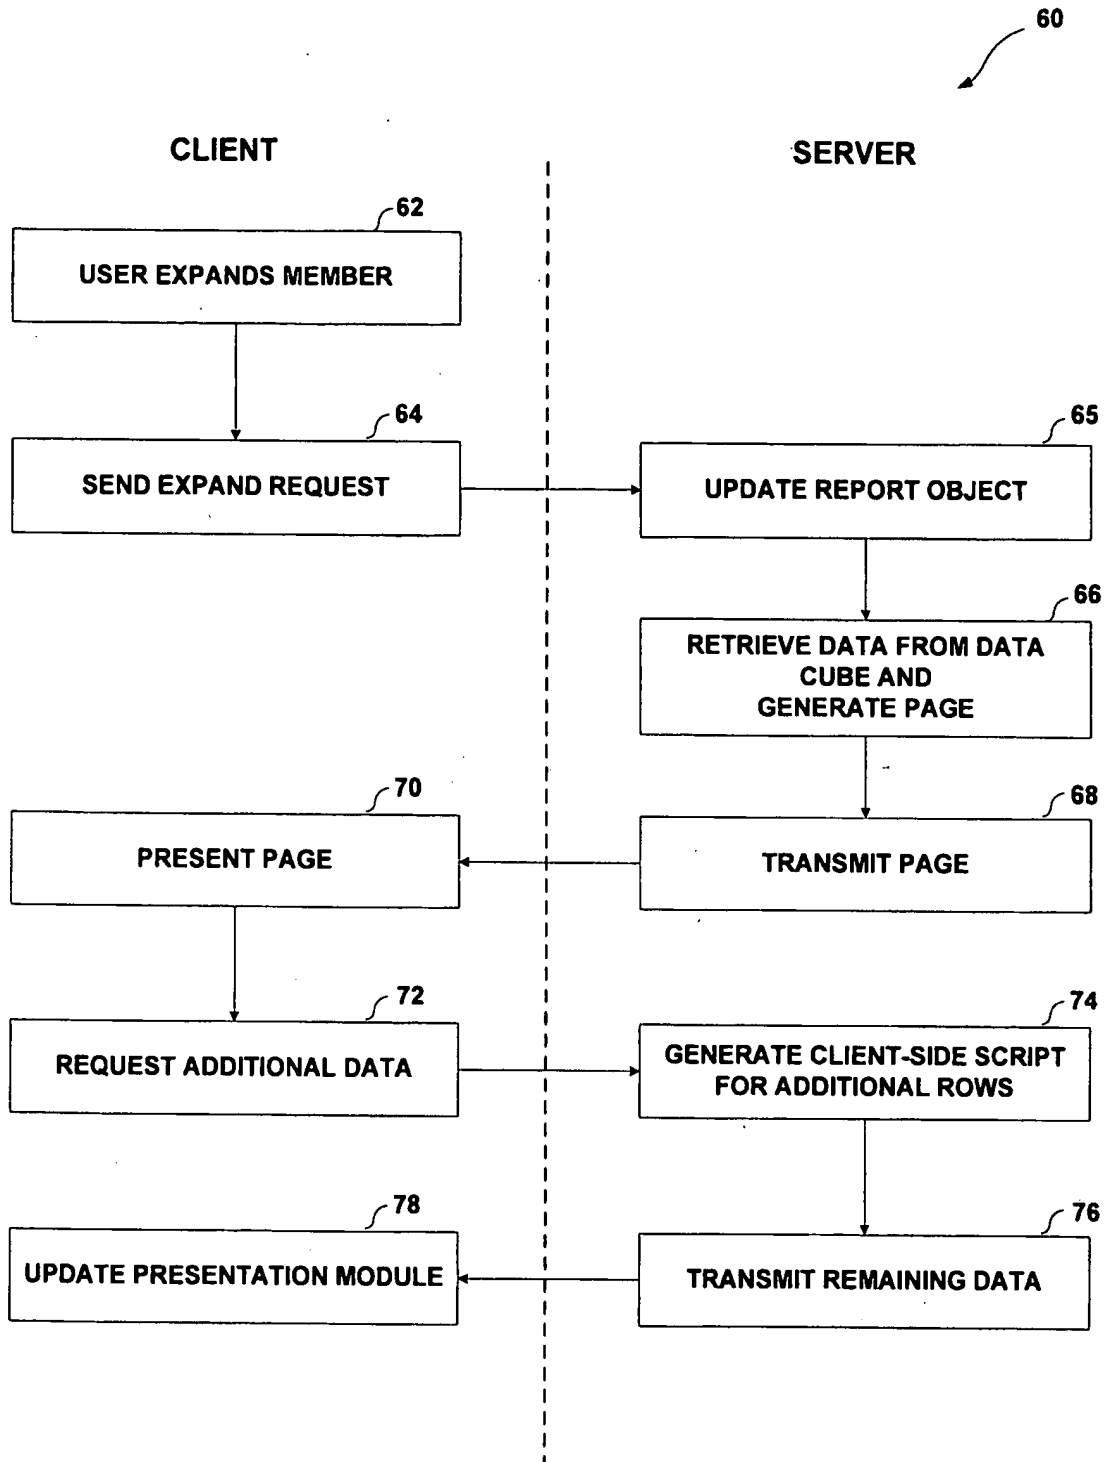 60
CLIENT
SERVER
62
USER EXPANDS MEMBER
64
SEND EXPAND REQUEST
65
UPDATE REPORT OBJECT
66
RETRIEVE DATA FROM DATA
CUBE AND
GENERATE PAGE
70
PRESENT PAGE
68
TRANSMIT PAGE
72
REQUEST ADDITIONAL DATA
74
GENERATE CLIENT-SIDE SCRIPT
FOR ADDITIONAL ROWS
78
UPDATE PRESENTATION MODULE
76
TRANSMIT REMAINING DATA